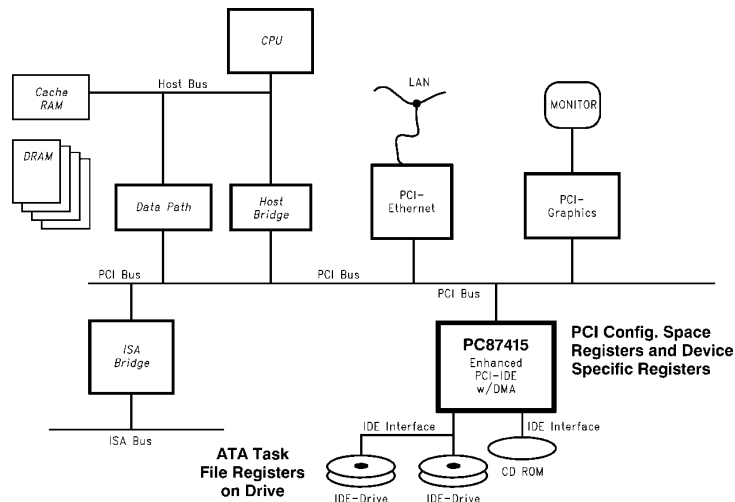 CPU
Host Bus
LAN
Cache
RAM
MONITOR
DRAM
Data Path
Host
Bridge
PCI-
Ethernet
PCI-
Graphics
PCI Bus
PCI Bus
PCI Bus
ISA
Bridge
PC87415
Enhanced
PCI-IDE
w/DMA
PCI Config. Space
Registers and Device
Specific Registers
ISA Bus
IDE Interface
IDE Interface
ATA Task
File Registers
on Drive
CD ROM
IDE-Drive
IDE-Drive